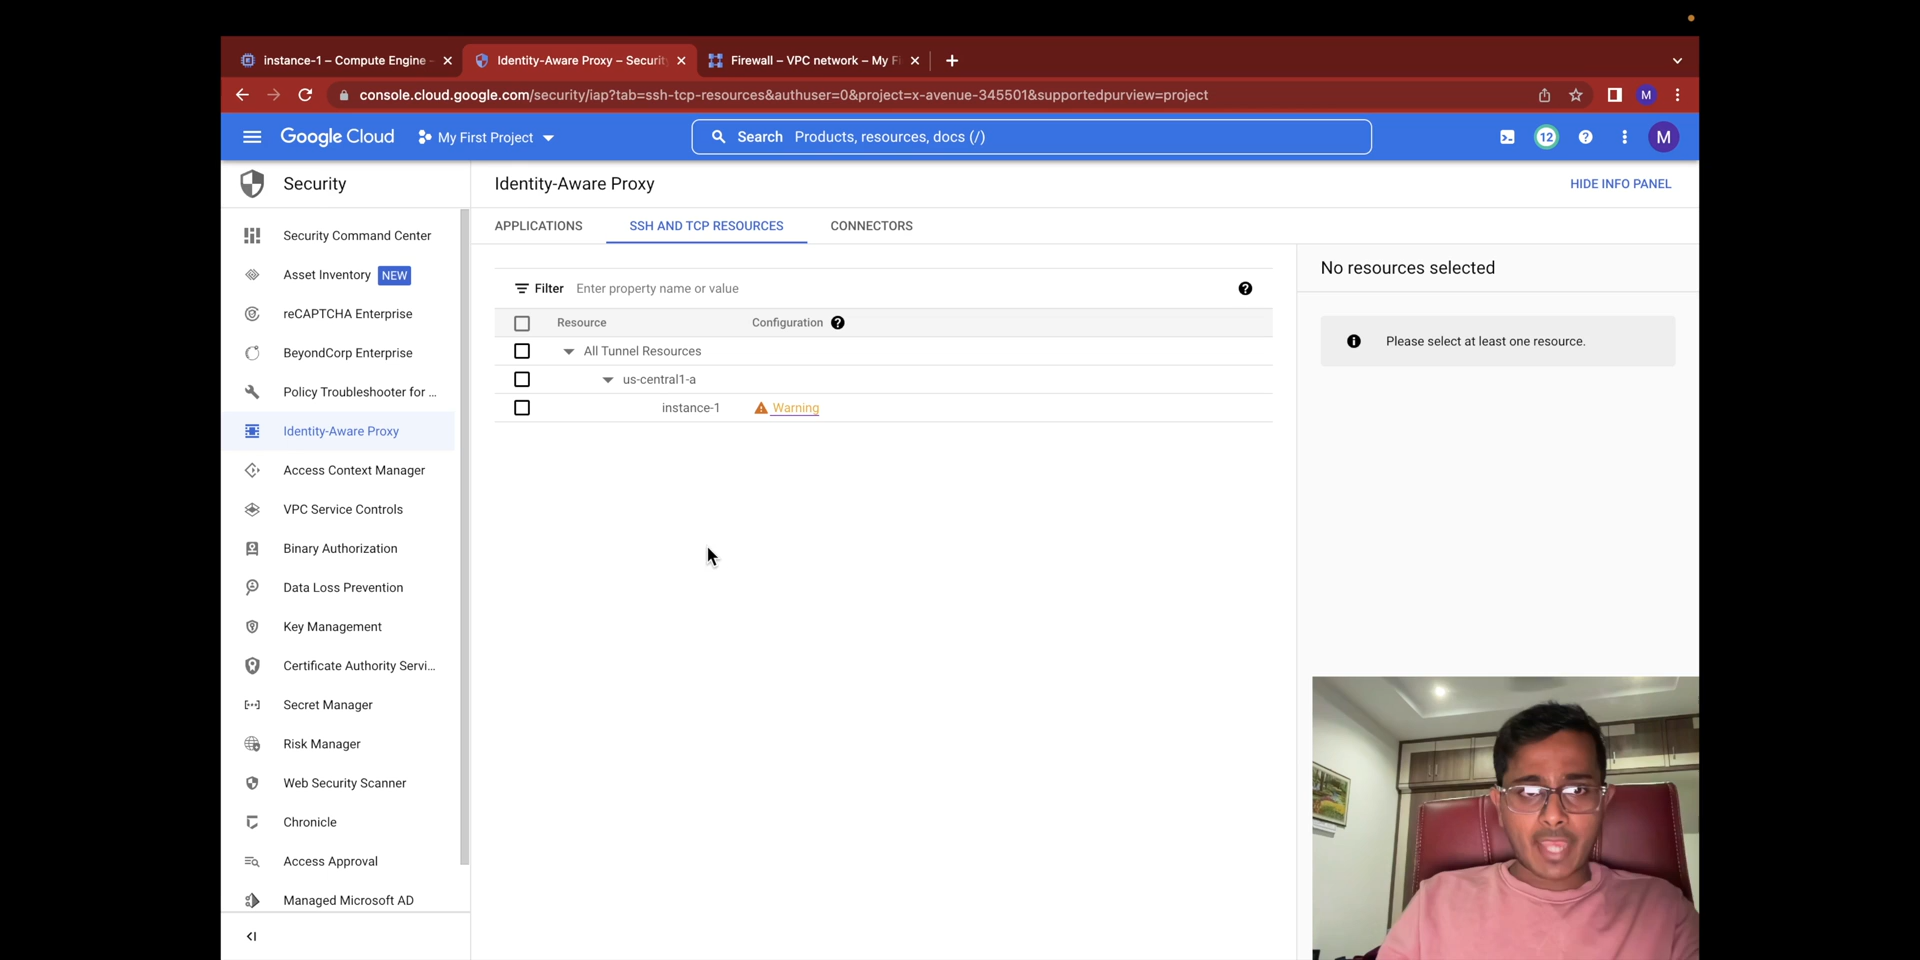 instance-1 – Compute Engine -
Identity-Aware Proxy – Securit
Firewall – VPC network – My Fi
console.cloud.google.com/security/iap?tab=ssh-tcp-resources&authuser=0&project=x-avenue-345501&supportedpurview=project
M
Google Cloud
My First Project
Search Products, resources, docs (/)
12
M
Security
Identity-Aware Proxy
HIDE INFO PANEL
APPLICATIONS
SSH AND TCP RESOURCES
CONNECTORS
Security Command Center
Asset Inventory NEW
reCAPTCHA Enterprise
BeyondCorp Enterprise
Policy Troubleshooter for ...
Identity-Aware Proxy
Access Context Manager
VPC Service Controls
Binary Authorization
Data Loss Prevention
Key Management
Certificate Authority Servi...
Secret Manager
Risk Manager
Web Security Scanner
Chronicle
Access Approval
Managed Microsoft AD
Filter Enter property name or value
Resource Configuration
All Tunnel Resources
us-central1-a
instance-1 Warning
No resources selected
Please select at least one resource.